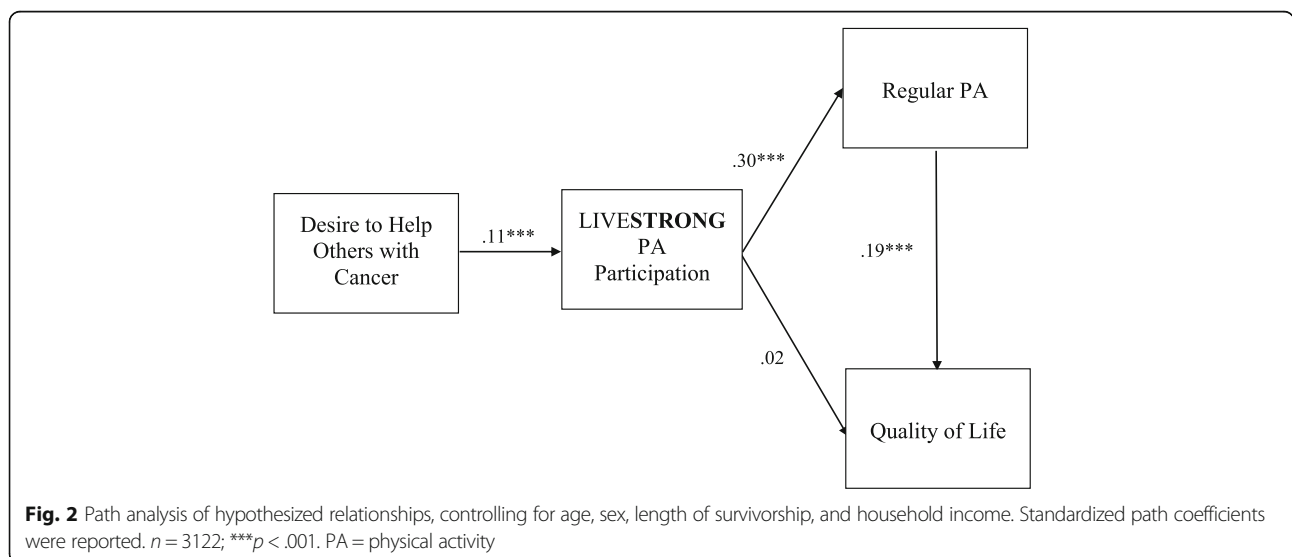 Regular PA
.30***
Desire to Help
Others with
Cancer
.11***
LIVESTRONG
PA
Participation
.19***
.02
Quality of Life
Fig. 2 Path analysis of hypothesized relationships, controlling for age, sex, length of survivorship, and household income. Standardized path coefficients
were reported. n = 3122; ***p < .001. PA = physical activity